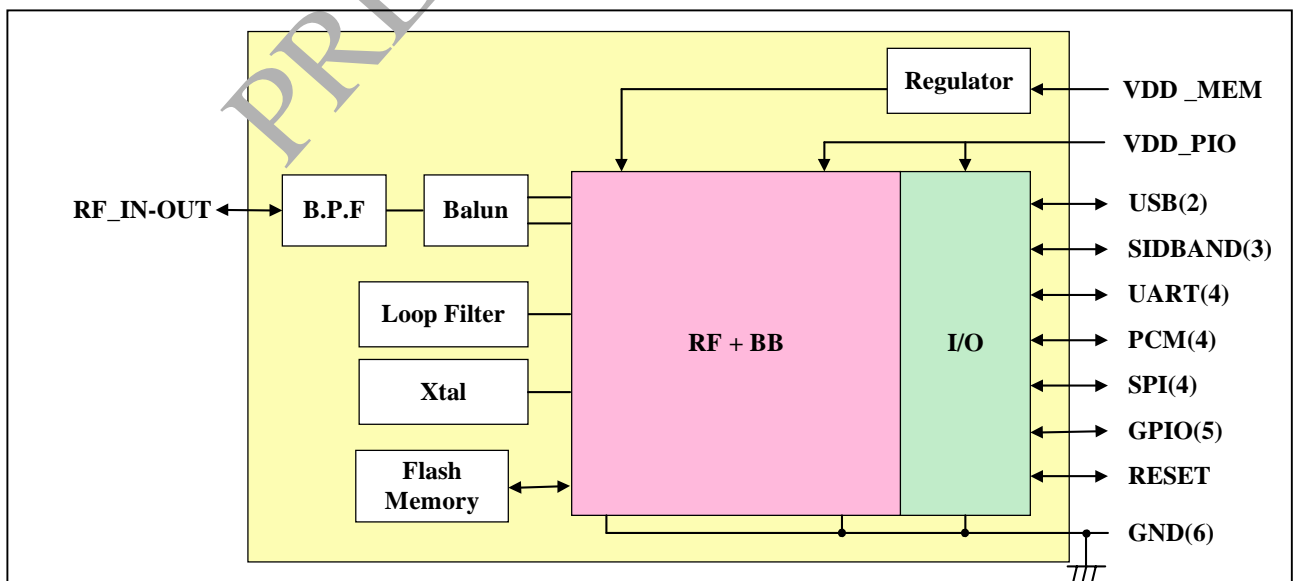 Regulator
VDD _MEM
VDD_PIO
RF_IN-OUT
B.P.F
Balun
USB(2)
SIDBAND(3)
Loop Filter
UART(4)
RF + BB
I/O
PCM(4)
Xtal
SPI(4)
GPIO(5)
Flash
Memory
RESET
GND(6)